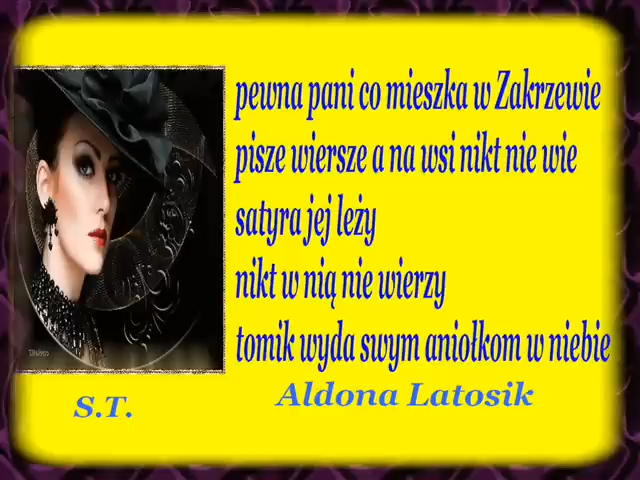 pewna pani co mieszka w Zakrzewie
pisze wiersze a na wsi nikt nie wie
satyra jej leży
nikt w nią nie wierzy
tomik wyda swym aniołkom w niebie
Aldona Latosik
S.T.